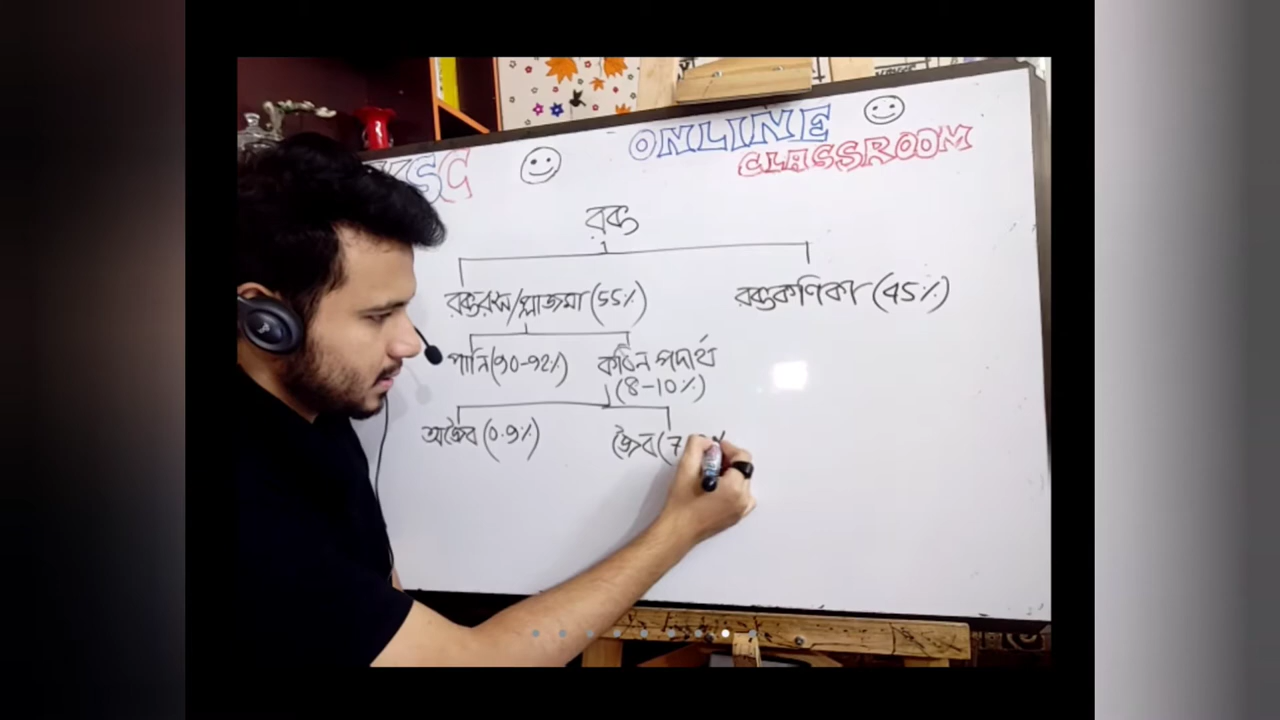 ONLINE
CLASSROOM
রক্ত
রক্তরস/প্লাজমা (55%) রক্তকণিকা (45%)
পানি (90-92%) কঠিন পদার্থ
(8-10%)
অজৈব (0.9%) জৈব (7